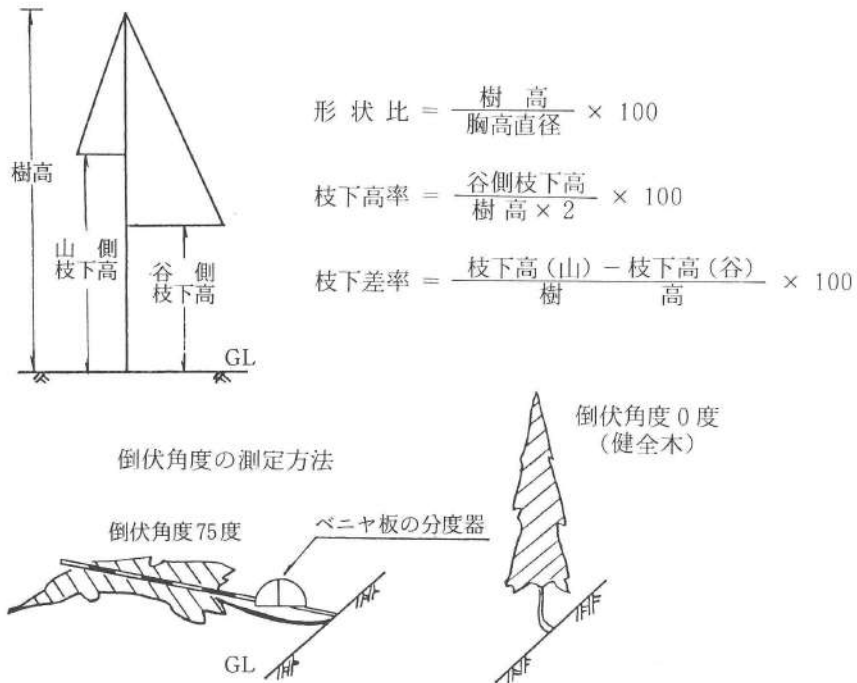 樹高
山側
枝下高
谷側
枝下高
GL
形状比 = 樹高 / 胸高直径 × 100
枝下高率 = 谷側枝下高 / 樹高×2 × 100
枝下差率 = 枝下高(山)－枝下高(谷) / 樹高 × 100
倒伏角度の測定方法
倒伏角度75度
ベニヤ板の分度器
GL
倒伏角度0度
(健全木)